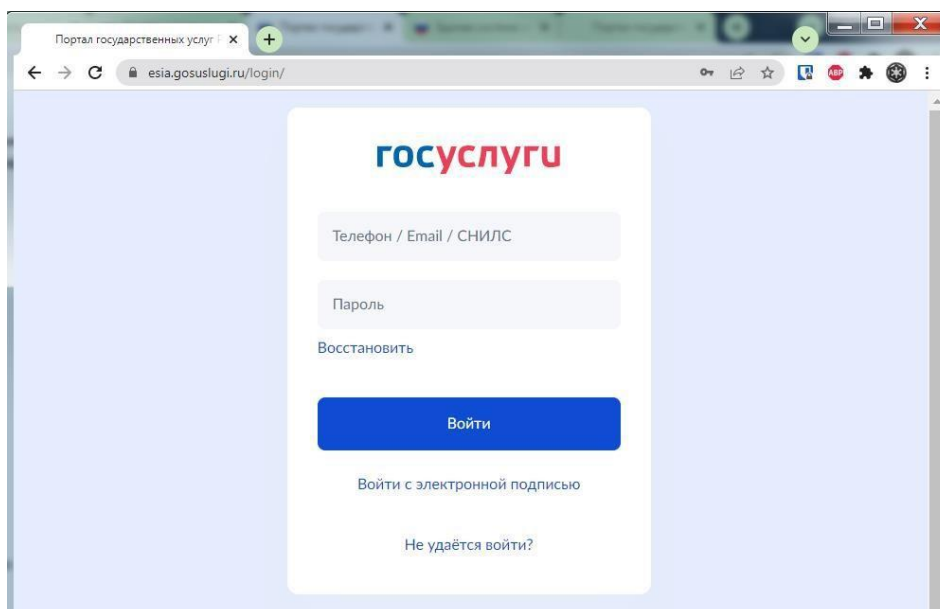 Портал государственных услуг
esia.gosuslugi.ru/login/
ABP
госуслуги
Телефон / Email / СНИЛС
Пароль
Восстановить
Войти
Войти с электронной подписью
Не удаётся войти?